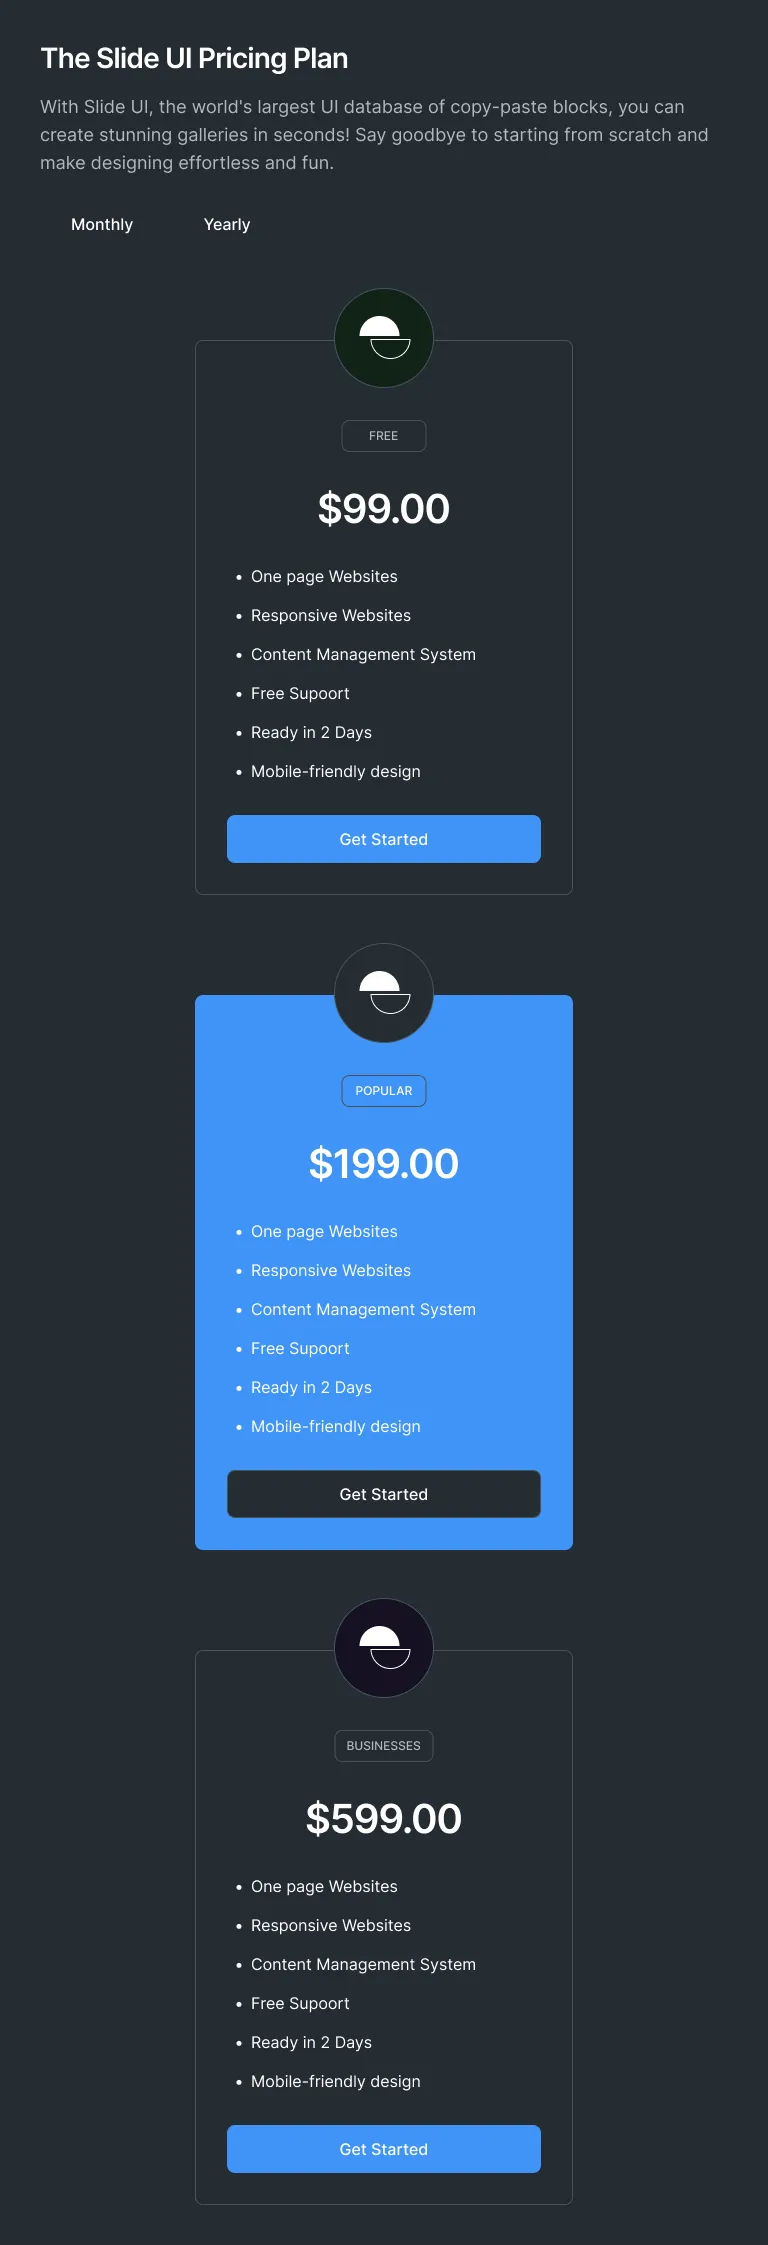 The Slide UI Pricing Plan
With Slide UI, the world's largest UI database of copy-paste blocks, you can
create stunning galleries in seconds! Say goodbye to starting from scratch and
make designing effortless and fun.
Monthly Yearly
FREE
$99.00
• One page Websites
• Responsive Websites
• Content Management System
• Free Supoort
• Ready in 2 Days
• Mobile-friendly design
Get Started
POPULAR
$199.00
• One page Websites
• Responsive Websites
• Content Management System
• Free Supoort
• Ready in 2 Days
• Mobile-friendly design
Get Started
BUSINESSES
$599.00
• One page Websites
• Responsive Websites
• Content Management System
• Free Supoort
• Ready in 2 Days
• Mobile-friendly design
Get Started